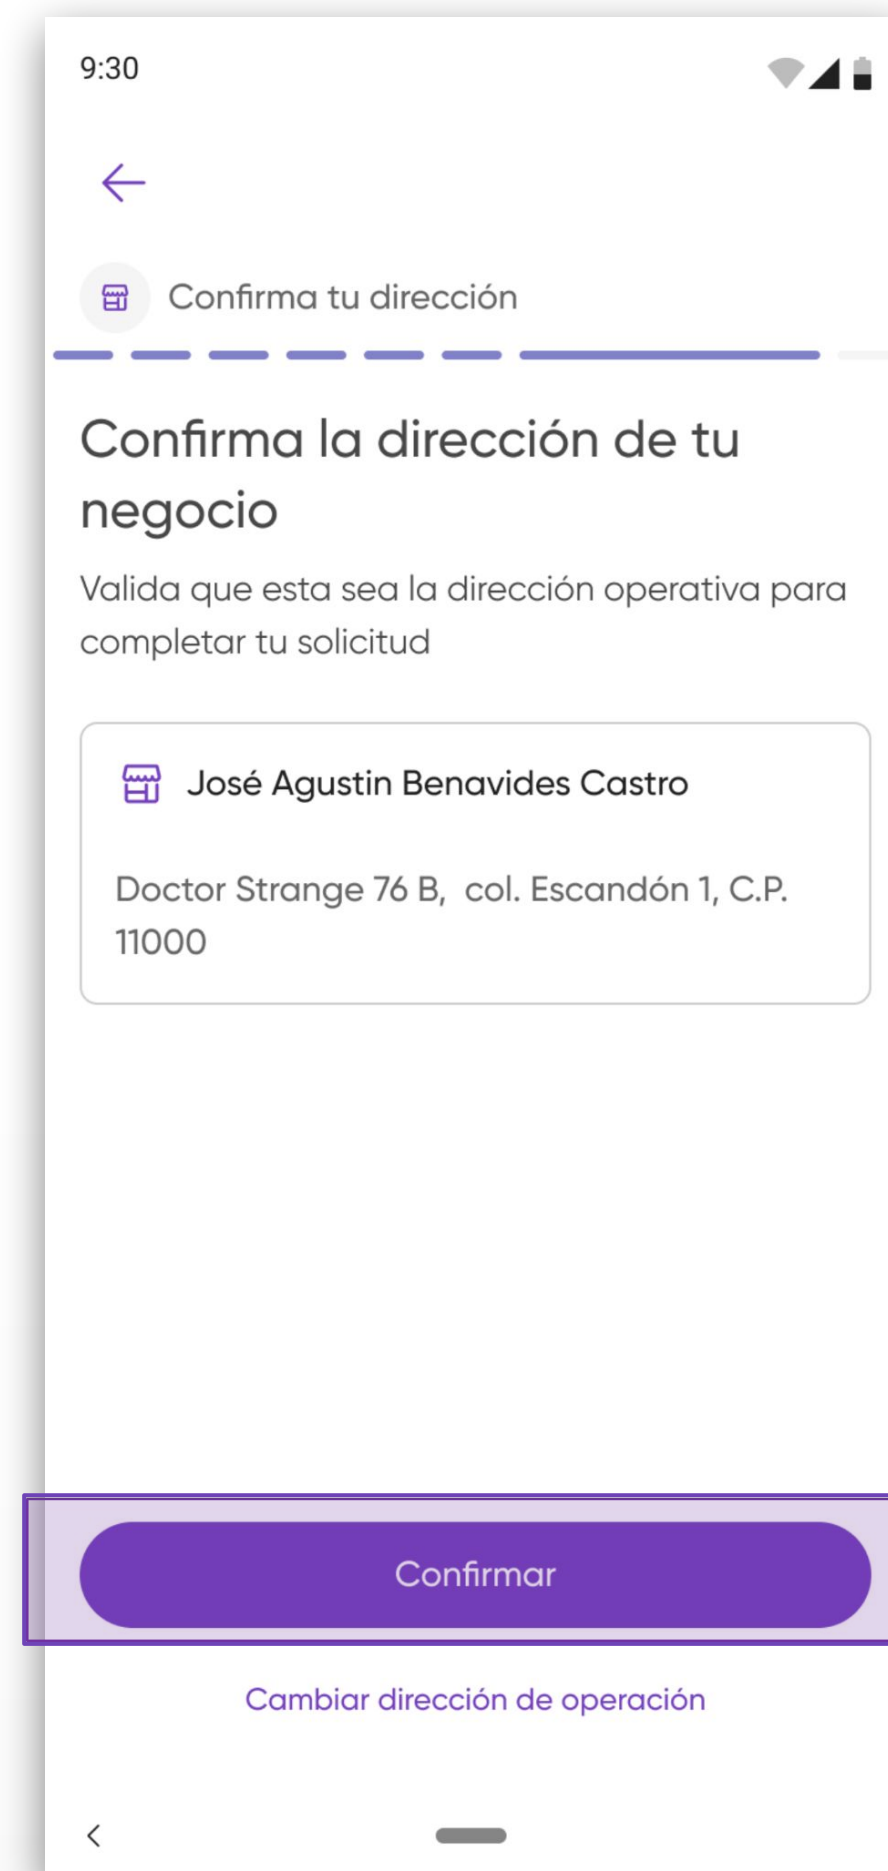 9:30
Confirma tu dirección
Confirma la dirección de tu
negocio
Valida que esta sea la dirección operativa para
completar tu solicitud
José Agustin Benavides Castro
Doctor Strange 76 B, col. Escandón 1, C.P.
11000
Confirmar
Cambiar dirección de operación